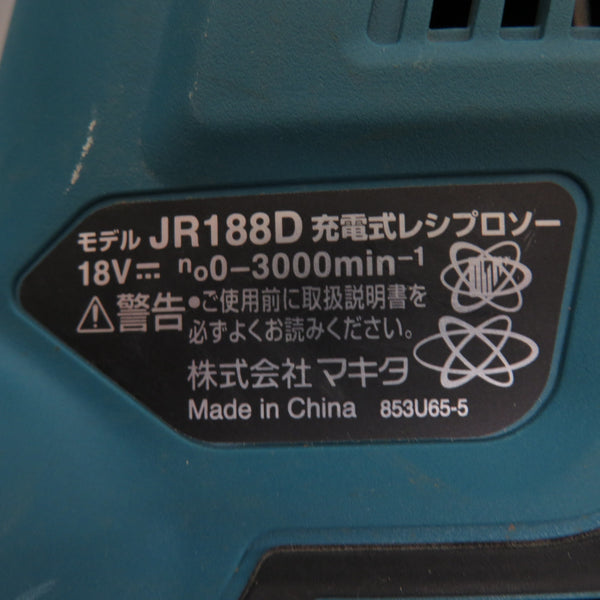 モデル JR188D 充電式レシプロソー
18V⎓ n₀0-3000min⁻¹
⚠警告 •ご使用前に取扱説明書を
必ずよくお読みください。
株式会社 マキタ
Made in China 853U65-5